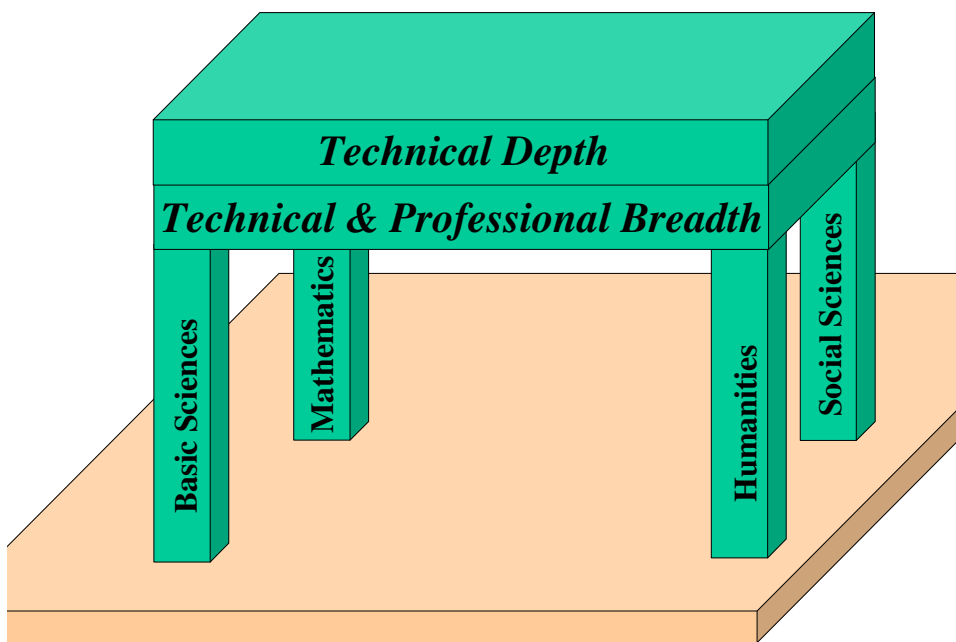 Technical Depth
Technical & Professional Breadth
Basic Sciences
Mathematics
Humanities
Social Sciences